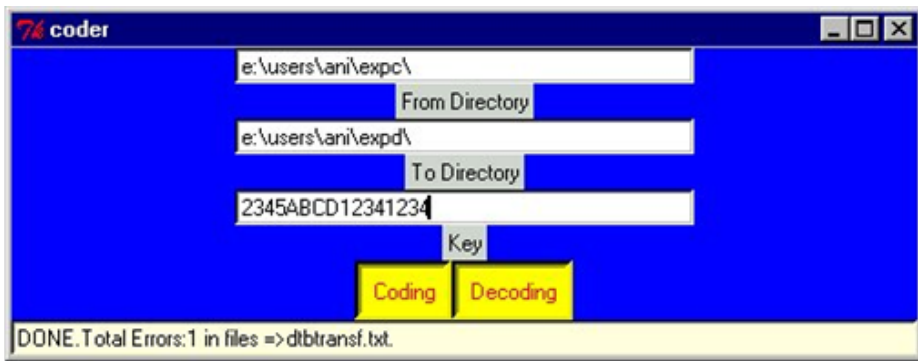 coder
e:\users\ani\expc\
From Directory
e:\users\ani\expd\
To Directory
2345ABCD12341234
Key
Coding Decoding
DONE.Total Errors:1 in files =>dtbtransf.txt.